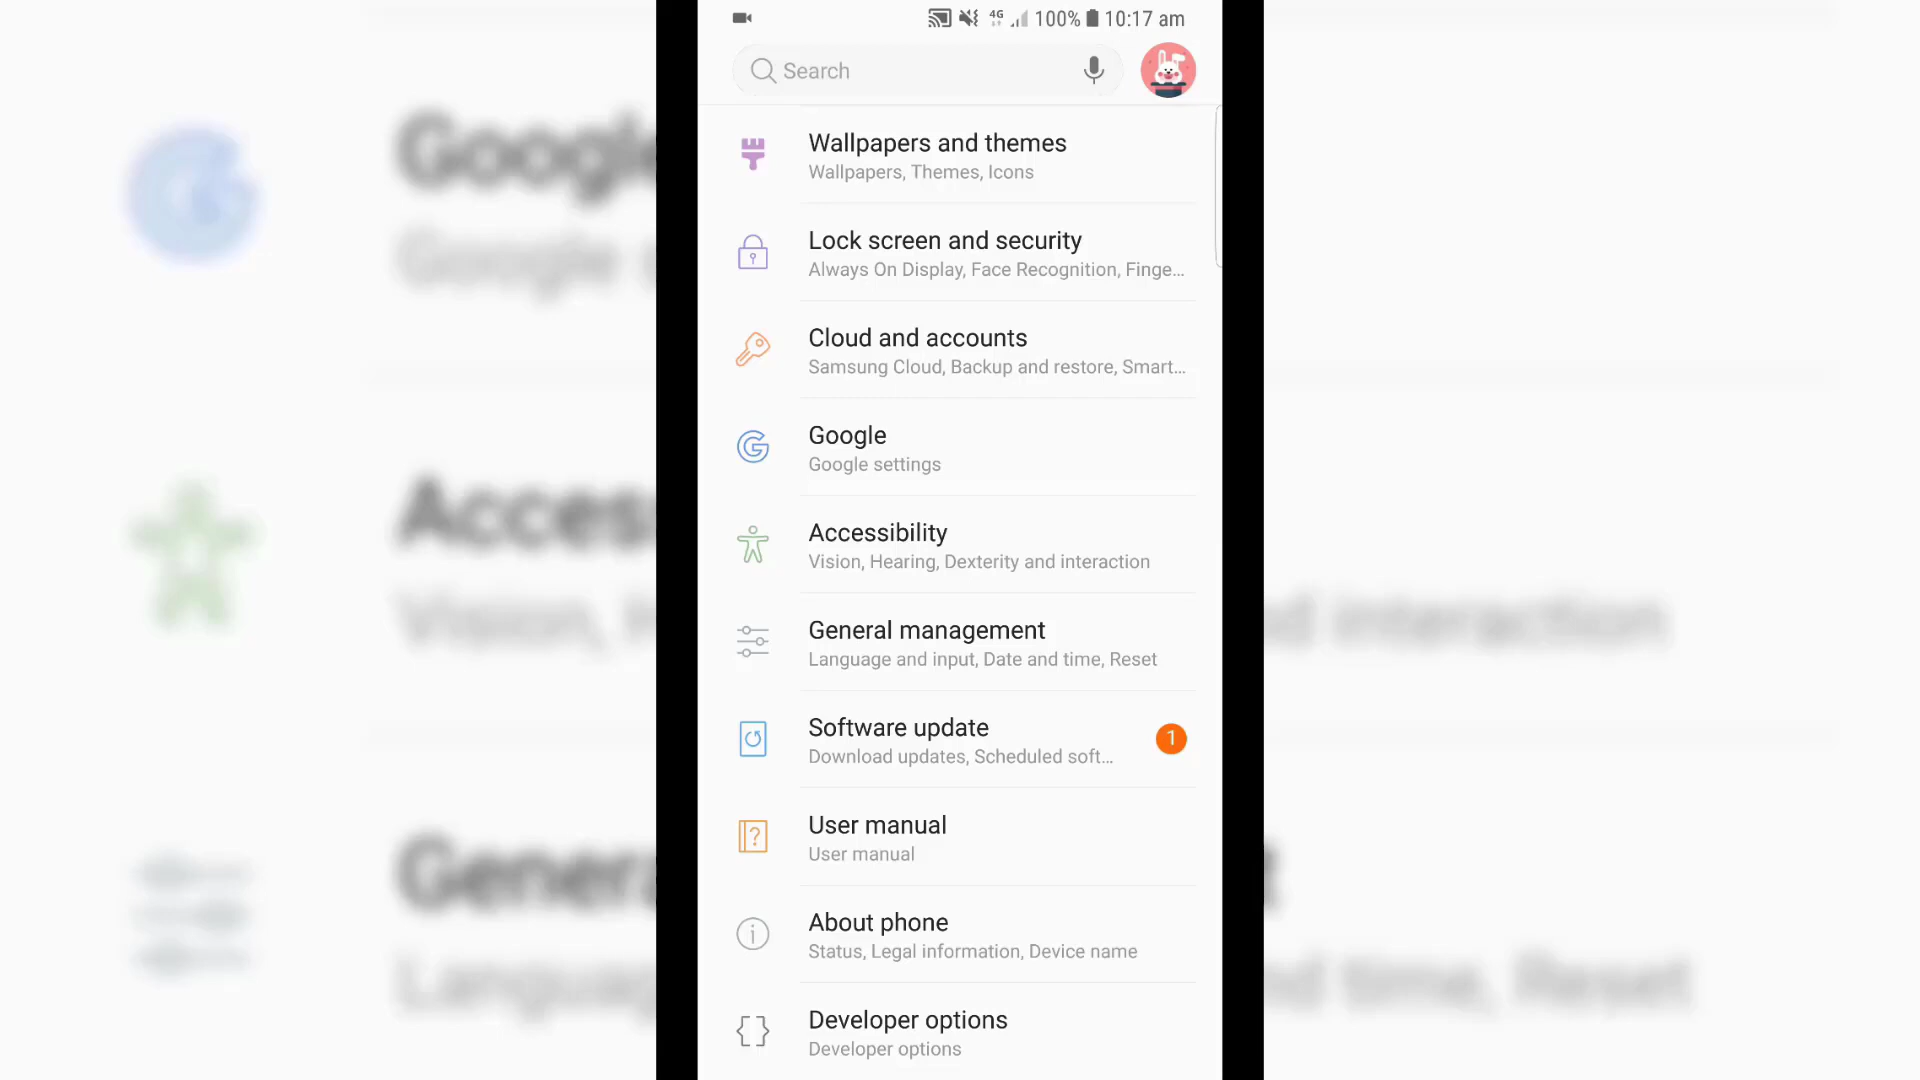 4G 100% 10:17 am
Search
Wallpapers and themes
Wallpapers, Themes, Icons
Lock screen and security
Always On Display, Face Recognition, Finge...
Cloud and accounts
Samsung Cloud, Backup and restore, Smart...
Google
Google settings
Accessibility
Vision, Hearing, Dexterity and interaction
General management
Language and input, Date and time, Reset
Software update
Download updates, Scheduled soft...
1
User manual
User manual
About phone
Status, Legal information, Device name
Developer options
Developer options